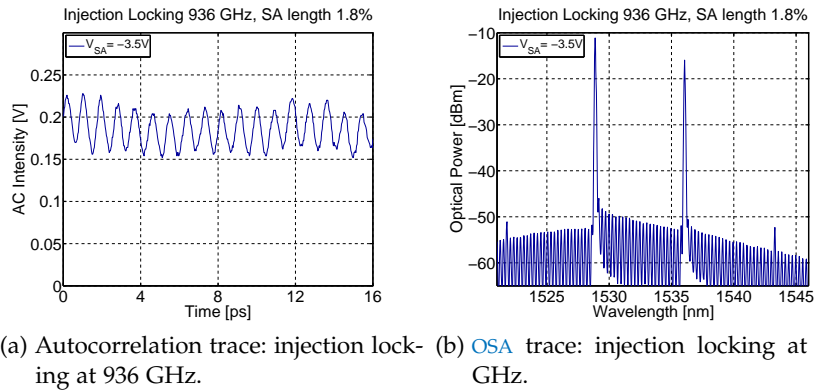 Injection Locking 936 GHz, SA length 1.8%
V_SA= −3.5V
0.25
0.2
0.15
0.1
0.05
0
AC Intensity [V]
0 4 8 12 16
Time [ps]
Injection Locking 936 GHz, SA length 1.8%
V_SA= −3.5V
−10
−20
−30
−40
−50
−60
Optical Power [dBm]
1525 1530 1535 1540 1545
Wavelength [nm]
(a) Autocorrelation trace: injection lock-
ing at 936 GHz.
(b) OSA trace: injection locking at
GHz.